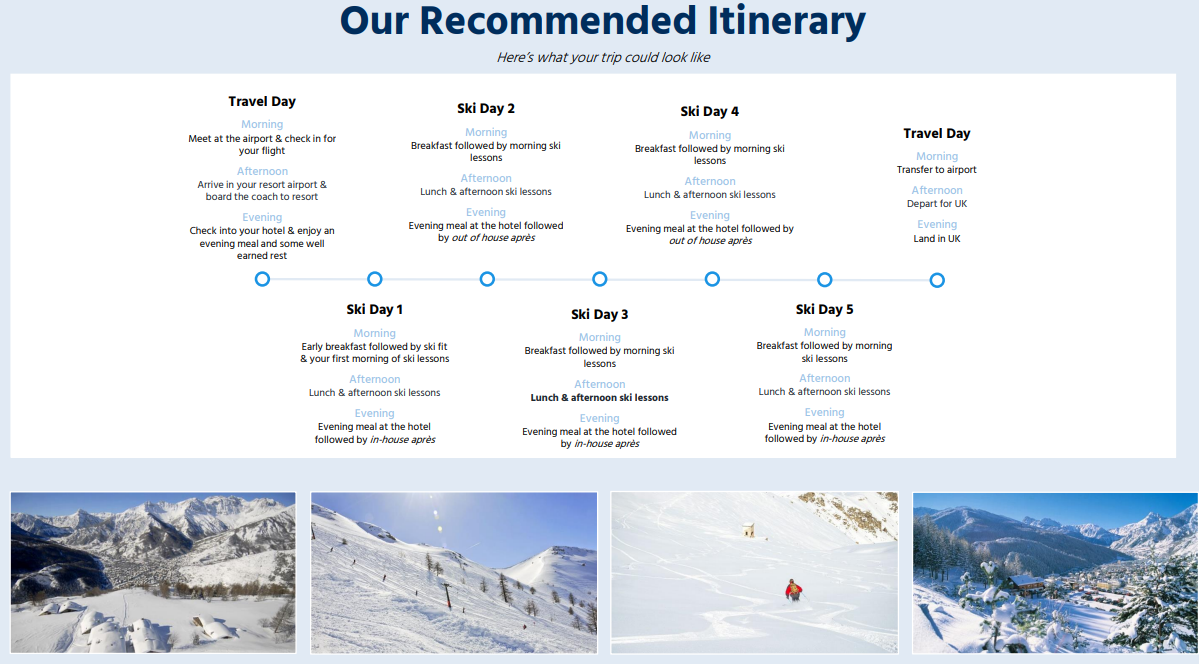 Our Recommended Itinerary
Here's what your trip could look like
Travel Day
Morning
Meet at the airport & check in for
your flight
Afternoon
Arrive in your resort airport &
board the coach to resort
Evening
Check into your hotel & enjoy an
evening meal and some well
earned rest
Ski Day 1
Morning
Early breakfast followed by ski fit
& your first morning of ski lessons
Afternoon
Lunch & afternoon ski lessons
Evening
Evening meal at the hotel
followed by in-house après
Ski Day 2
Morning
Breakfast followed by morning ski
lessons
Afternoon
Lunch & afternoon ski lessons
Evening
Evening meal at the hotel followed
by out of house après
Ski Day 3
Morning
Breakfast followed by morning ski
lessons
Afternoon
Lunch & afternoon ski lessons
Evening
Evening meal at the hotel followed
by in-house après
Ski Day 4
Morning
Breakfast followed by morning ski
lessons
Afternoon
Lunch & afternoon ski lessons
Evening
Evening meal at the hotel followed by
out of house après
Ski Day 5
Morning
Breakfast followed by morning
ski lessons
Afternoon
Lunch & afternoon ski lessons
Evening
Evening meal at the hotel
followed by in-house après
Travel Day
Morning
Transfer to airport
Afternoon
Depart for UK
Evening
Land in UK